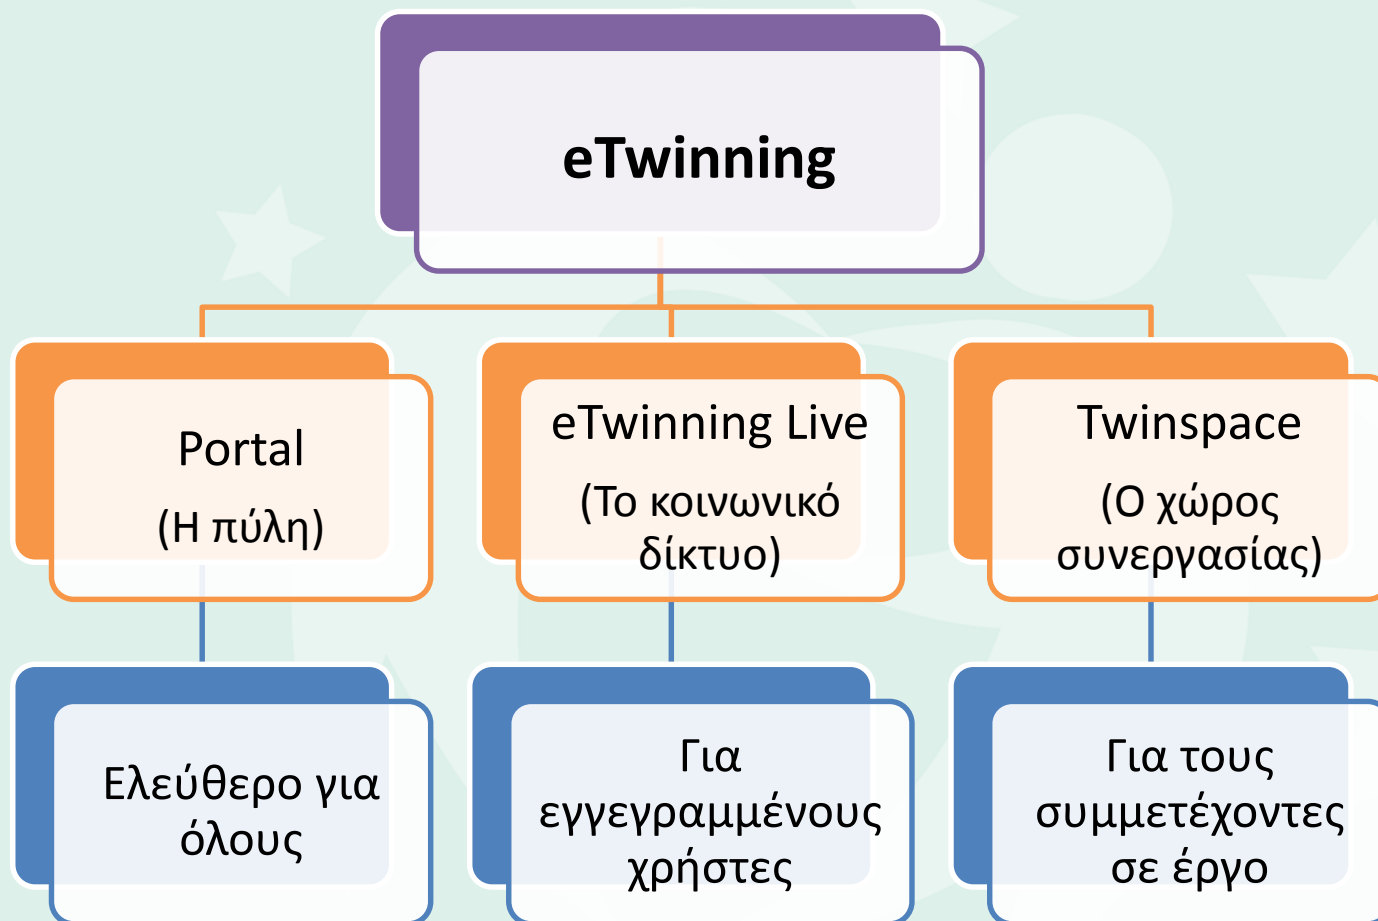 eTwinning
Portal
(Η πύλη)
eTwinning Live
(Το κοινωνικό
δίκτυο)
Twinspace
(Ο χώρος
συνεργασίας)
Ελεύθερο για
όλους
Για
εγγεγραμμένους
χρήστες
Για τους
συμμετέχοντες
σε έργο